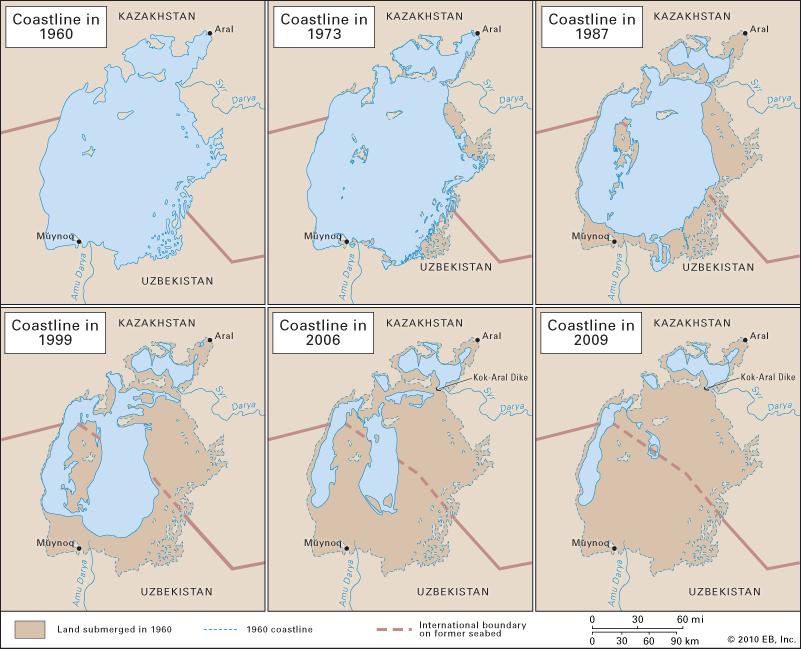 Coastline in
1960
KAZAKHSTAN
Aral
Syr
Darya
Mŭynoq
Amu Darya
UZBEKISTAN
Coastline in
1973
KAZAKHSTAN
Aral
Syr
Darya
Mŭynoq
Amu Darya
UZBEKISTAN
Coastline in
1987
KAZAKHSTAN
Aral
Syr
Darya
Mŭynoq
Amu Darya
UZBEKISTAN
Coastline in
1999
KAZAKHSTAN
Aral
Syr
Darya
Mŭynoq
Amu Darya
UZBEKISTAN
Coastline in
2006
KAZAKHSTAN
Aral
Kok-Aral Dike
Syr
Darya
Mŭynoq
Amu Darya
UZBEKISTAN
Coastline in
2009
KAZAKHSTAN
Aral
Kok-Aral Dike
Syr
Darya
Mŭynoq
Amu Darya
UZBEKISTAN
Land submerged in 1960
1960 coastline
International boundary
on former seabed
0 30 60 mi
0 30 60 90 km
© 2010 EB, Inc.